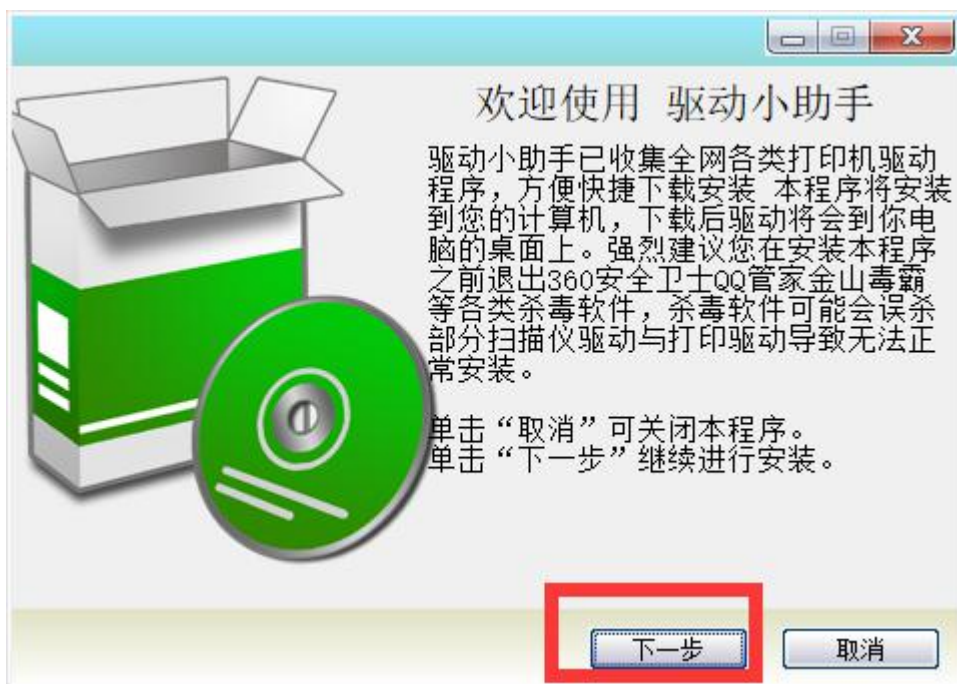 欢迎使用 驱动小助手
驱动小助手已收集全网各类打印机驱动
程序，方便快捷下载安装 本程序将安装
到您的计算机，下载后驱动将会到你电
脑的桌面上。强烈建议您在安装本程序
之前退出360安全卫士QQ管家金山毒霸
等各类杀毒软件，杀毒软件可能会误杀
部分扫描仪驱动与打印驱动导致无法正
常安装。
单击“取消”可关闭本程序。
单击“下一步”继续进行安装。
下一步
取消